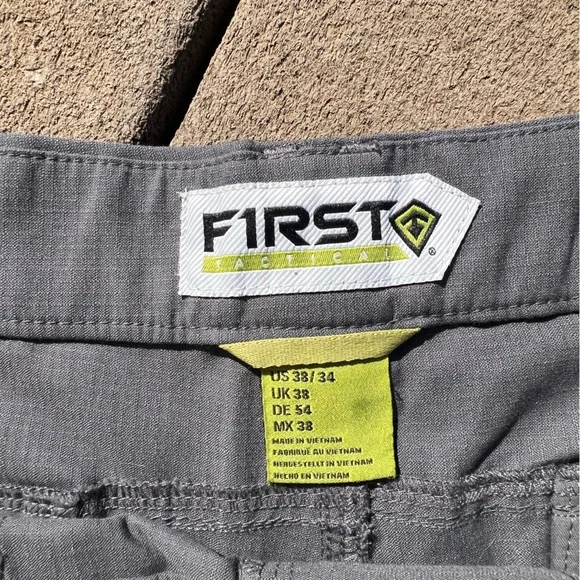 F1RST
TACTICAL
®
US 38/34
UK 38
DE 54
MX 38
MADE IN VIETNAM
FABRIQUÉ AU VIETNAM
HERGESTELLT IN VIETNAM
HECHO EN VIETNAM